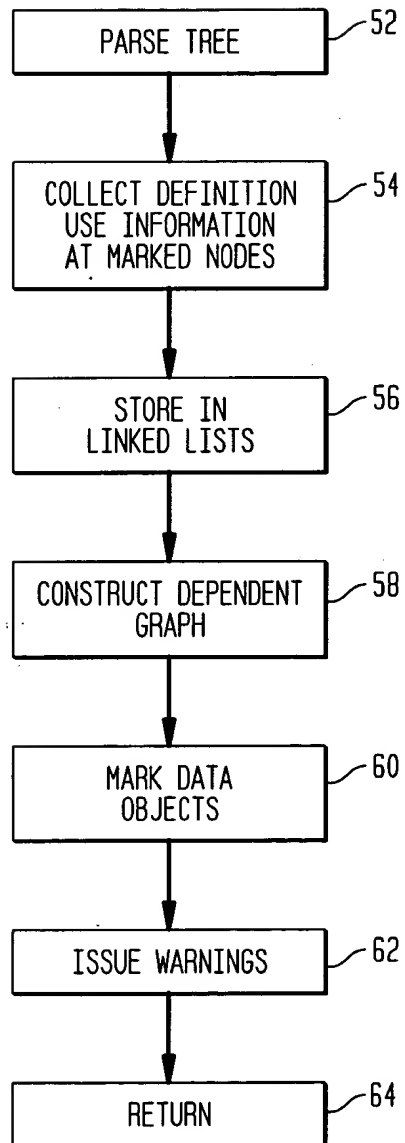 PARSE TREE
52
COLLECT DEFINITION
USE INFORMATION
AT MARKED NODES
54
STORE IN
LINKED LISTS
56
CONSTRUCT DEPENDENT
GRAPH
58
MARK DATA
OBJECTS
60
ISSUE WARNINGS
62
RETURN
64